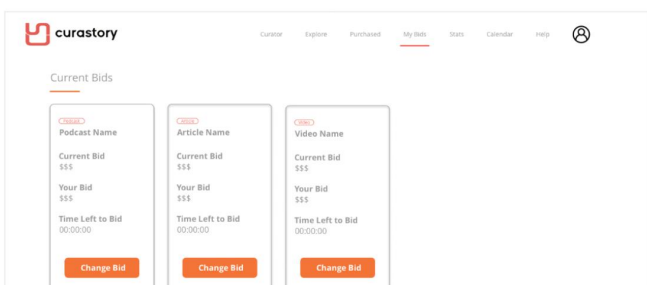 curastory
Curator Explore Purchased My Bids Stats Calendar Help
Current Bids
Podcast
Podcast Name
Current Bid
$$$
Your Bid
$$$
Time Left to Bid
00:00:00
Change Bid
Article
Article Name
Current Bid
$$$
Your Bid
$$$
Time Left to Bid
00:00:00
Change Bid
Video
Video Name
Current Bid
$$$
Your Bid
$$$
Time Left to Bid
00:00:00
Change Bid